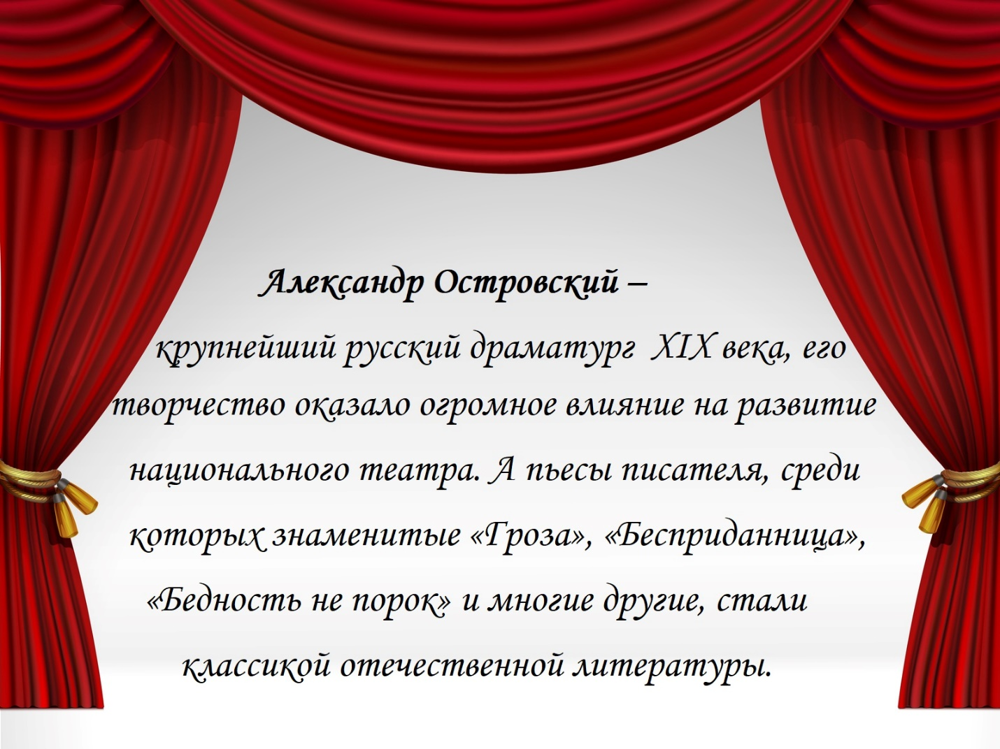 Александр Островский –
крупнейший русский драматург XIX века, его
творчество оказало огромное влияние на развитие
национального театра. А пьесы писателя, среди
которых знаменитые «Гроза», «Бесприданница»,
«Бедность не порок» и многие другие, стали
классикой отечественной литературы.